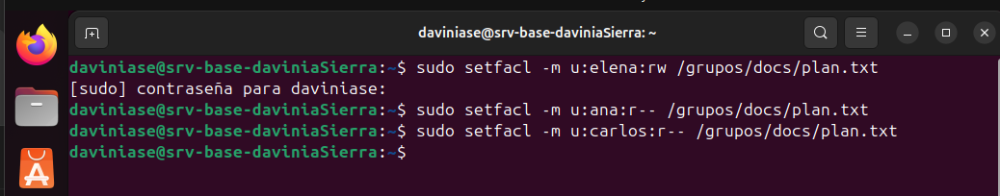 daviniase@srv-base-daviniaSierra: ~
daviniase@srv-base-daviniaSierra:~$ sudo setfacl -m u:elena:rw /grupos/docs/plan.txt
[sudo] contraseña para daviniase:
daviniase@srv-base-daviniaSierra:~$ sudo setfacl -m u:ana:r-- /grupos/docs/plan.txt
daviniase@srv-base-daviniaSierra:~$ sudo setfacl -m u:carlos:r-- /grupos/docs/plan.txt
daviniase@srv-base-daviniaSierra:~$